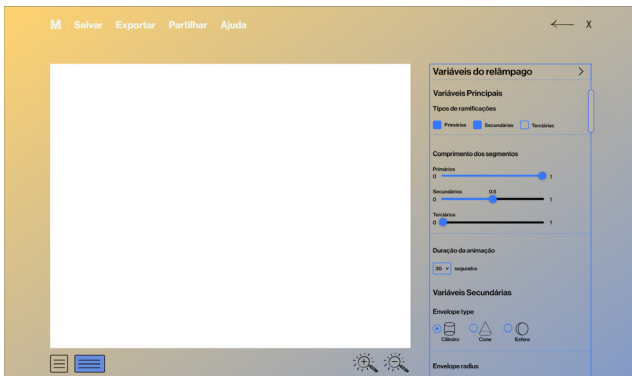 M Salvar Exportar Partilhar Ajuda X
Variáveis do relâmpago
Variáveis Principais
Tipos de ramificações
Primárias Secundárias Terciárias
Comprimento dos segmentos
Primários
0 1
Secundários 0,5
0 1
Terciários
0 1
Duração da animação
30 segundos
Variáveis Secundárias
Envelope type
Cilindro Cone Esfera
Envelope radius